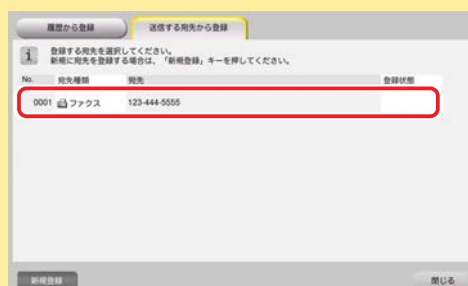 履歴から登録 送信する宛先から登録
登録する宛先を選択してください。
新規に宛先を登録する場合は、「新規登録」キーを押してください。
No. 宛先種類 宛先 登録状態
0001 ファクス 123-444-5555
新規登録 閉じる